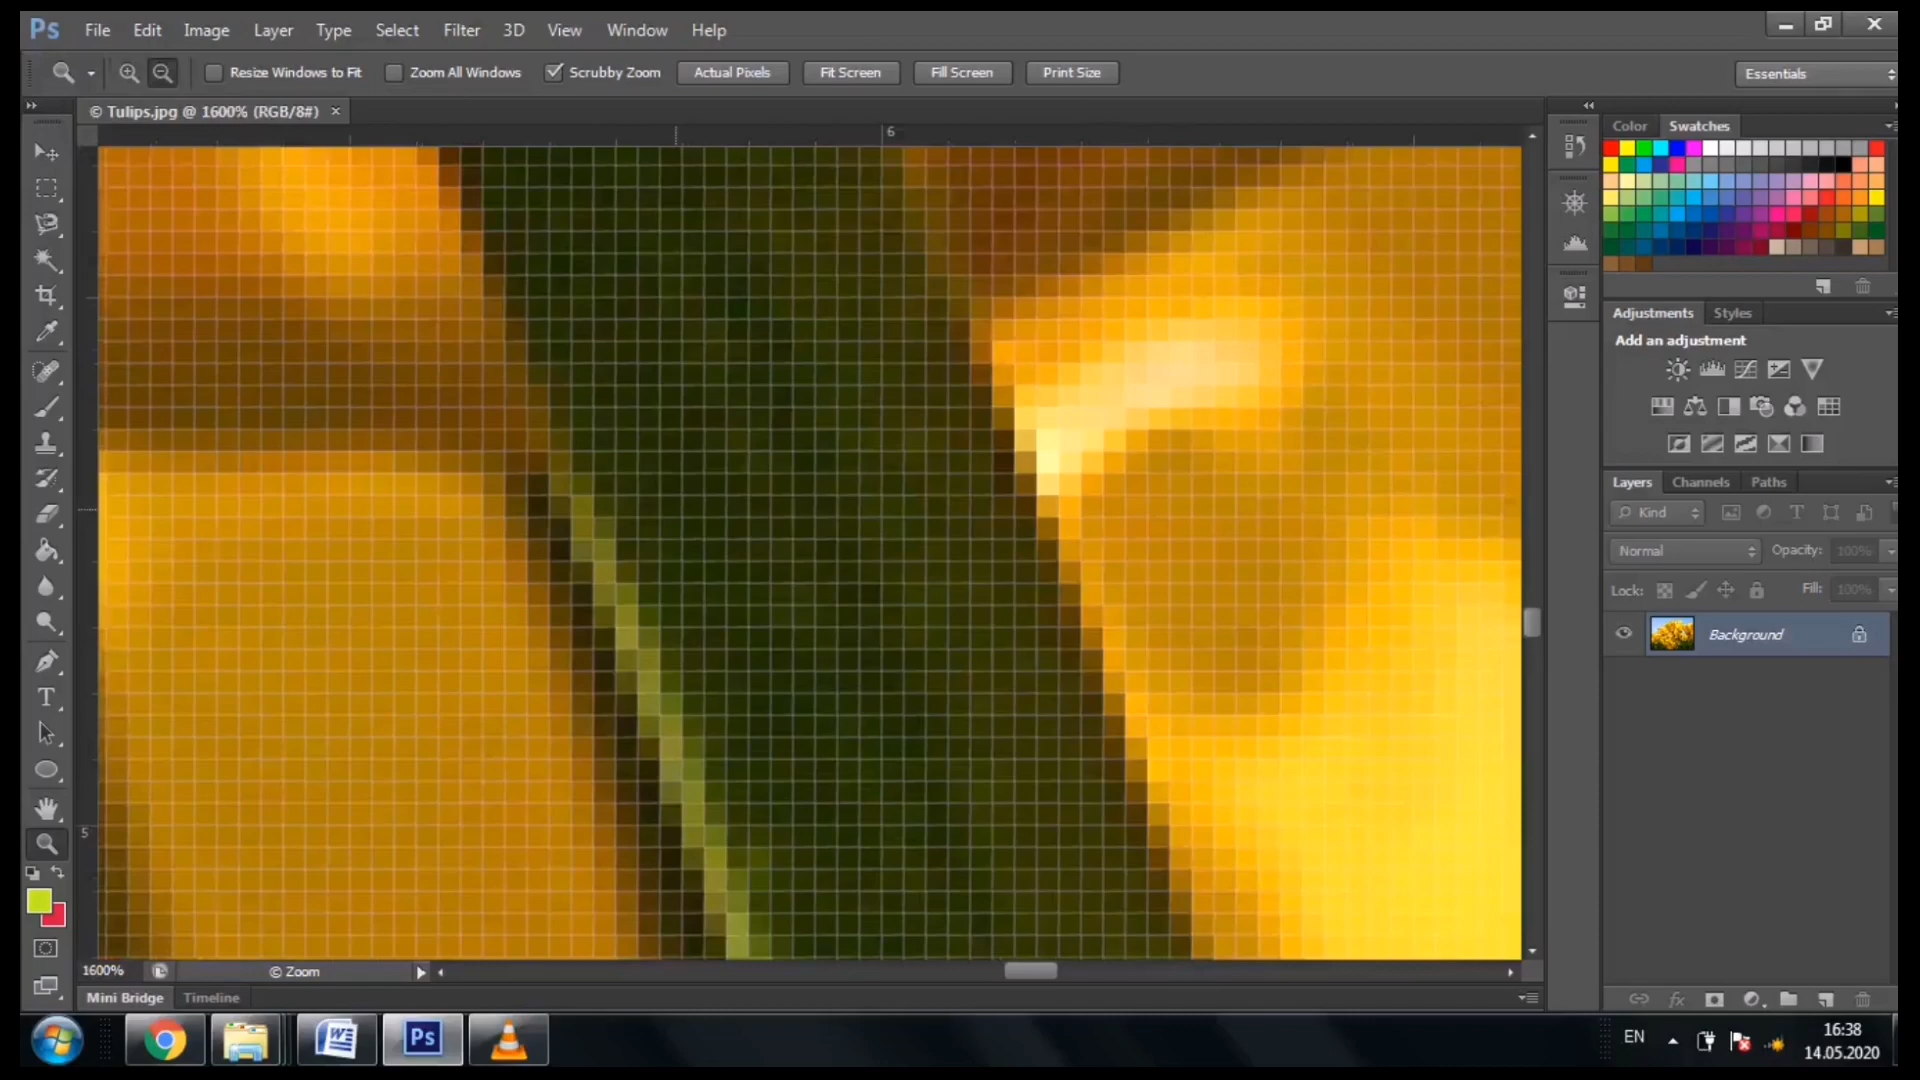 Ps File Edit Image Layer Type Select Filter 3D View Window Help
Resize Windows to Fit Zoom All Windows Scrubby Zoom Actual Pixels Fit Screen Fill Screen Print Size Essentials
© Tulips.jpg @ 1600% (RGB/8#) ×
6
5
Color Swatches
Adjustments Styles
Add an adjustment
Layers Channels Paths
Kind T
Normal Opacity: 100%
Lock: Fill: 100%
Background
fx
T
1600% © Zoom
Mini Bridge Timeline
W Ps
EN
16:38
14.05.2020